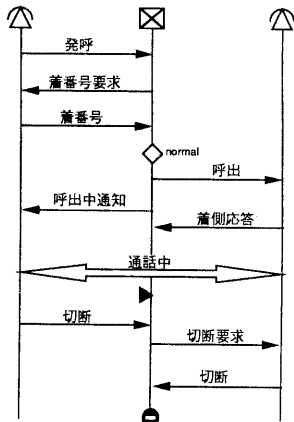 発呼
着番号要求
着番号
normal
呼出
呼出中通知
着側応答
通話中
切断
切断要求
切断